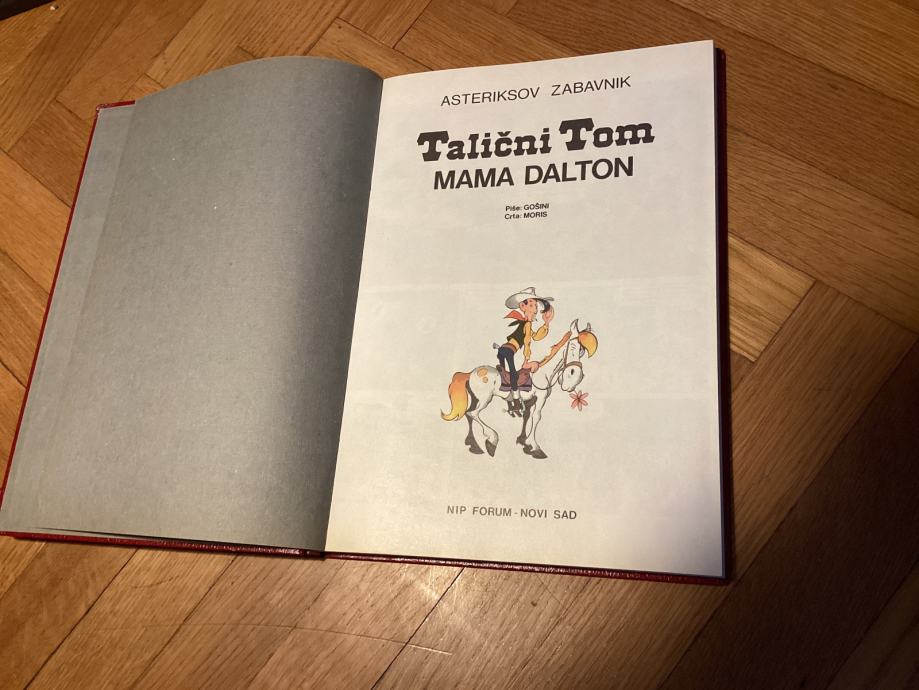 ASTERIKSOV ZABAVNIK
Talični Tom
MAMA DALTON
Piše: GOŠINI
Crta: MORIS
NIP FORUM - NOVI SAD